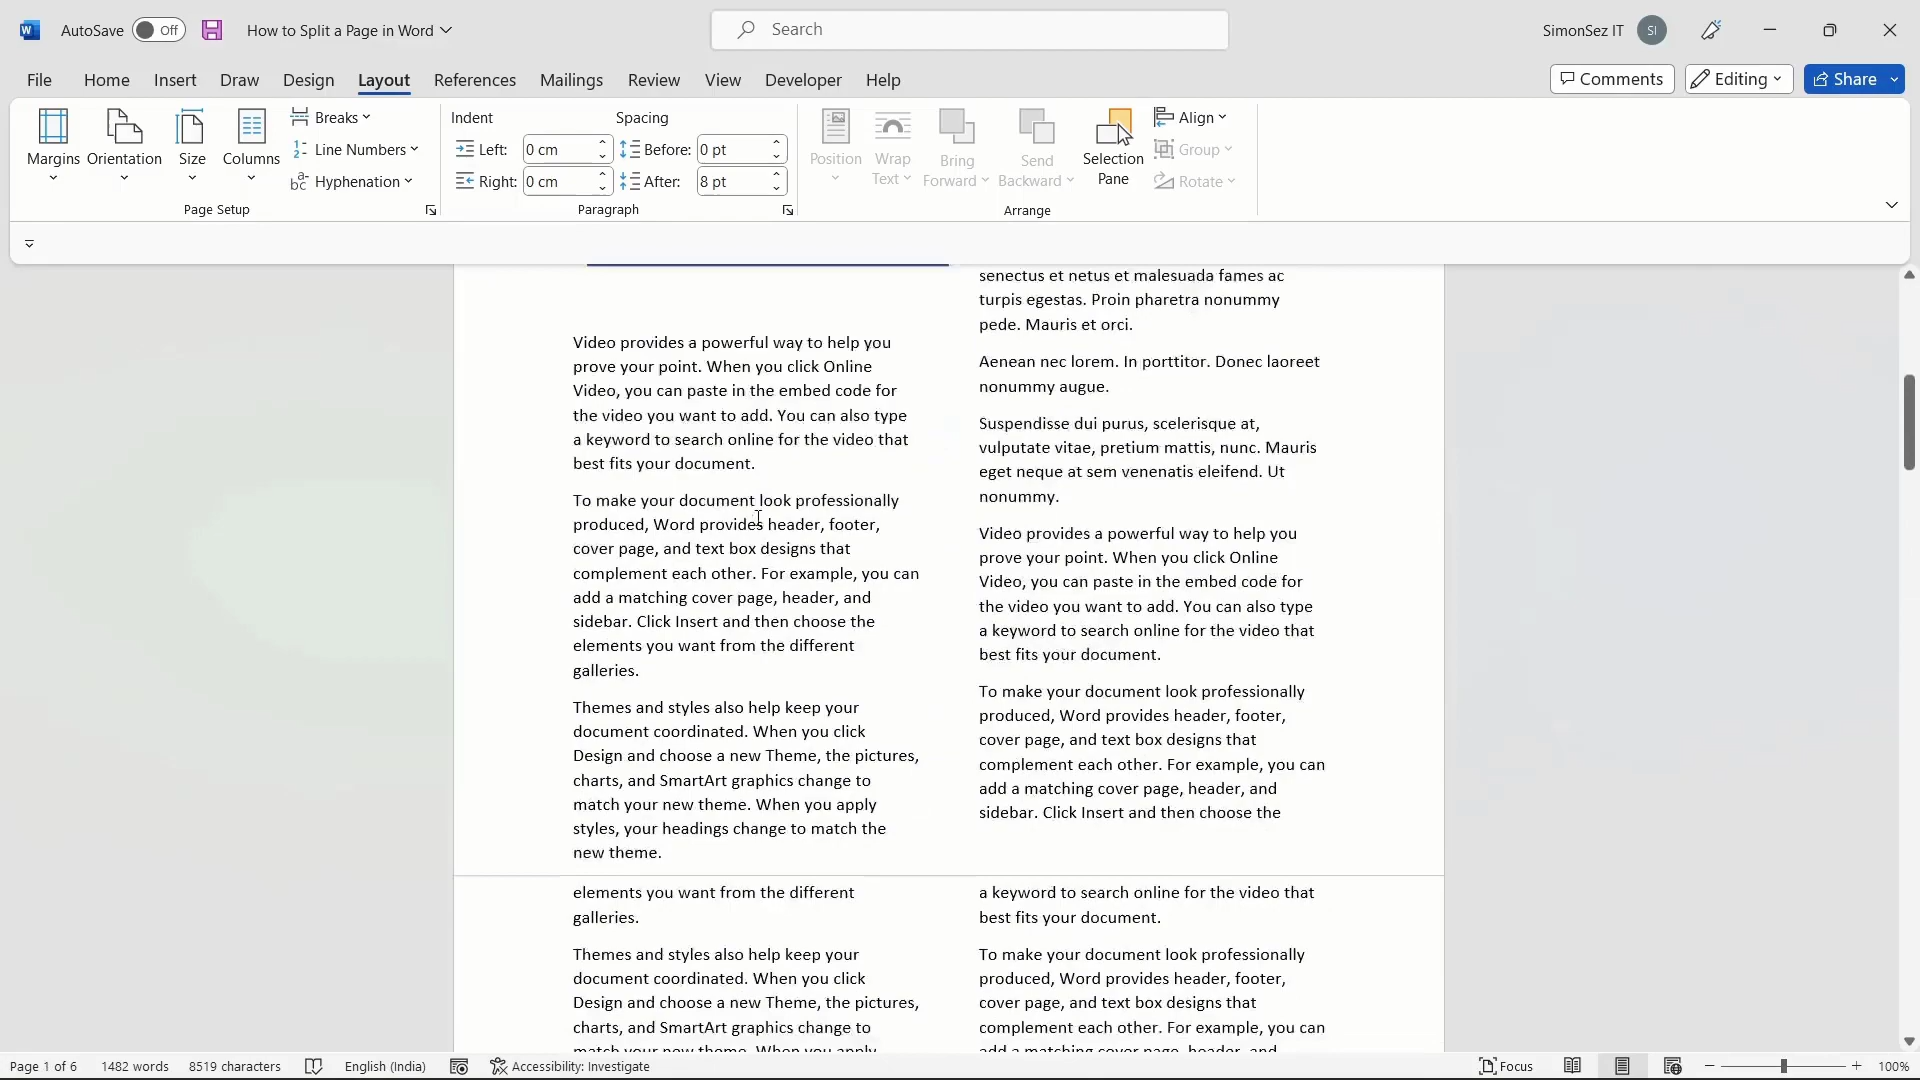 AutoSave Off How to Split a Page in Word Search SimonSez IT SI
File Home Insert Draw Design Layout References Mailings Review View Developer Help Comments Editing Share
Margins Orientation Size Columns
Breaks
Line Numbers
Hyphenation
Page Setup
Indent Spacing
Left: 0 cm Before: 0 pt
Right: 0 cm After: 8 pt
Paragraph
Position
Wrap Text
Bring Forward
Send Backward
Selection Pane
Align
Group
Rotate
Arrange
Video provides a powerful way to help you
prove your point. When you click Online
Video, you can paste in the embed code for
the video you want to add. You can also type
a keyword to search online for the video that
best fits your document.
To make your document look professionally
produced, Word provides header, footer,
cover page, and text box designs that
complement each other. For example, you can
add a matching cover page, header, and
sidebar. Click Insert and then choose the
elements you want from the different
galleries.
Themes and styles also help keep your
document coordinated. When you click
Design and choose a new Theme, the pictures,
charts, and SmartArt graphics change to
match your new theme. When you apply
styles, your headings change to match the
new theme.
senectus et netus et malesuada fames ac
turpis egestas. Proin pharetra nonummy
pede. Mauris et orci.
Aenean nec lorem. In porttitor. Donec laoreet
nonummy augue.
Suspendisse dui purus, scelerisque at,
vulputate vitae, pretium mattis, nunc. Mauris
eget neque at sem venenatis eleifend. Ut
nonummy.
Video provides a powerful way to help you
prove your point. When you click Online
Video, you can paste in the embed code for
the video you want to add. You can also type
a keyword to search online for the video that
best fits your document.
To make your document look professionally
produced, Word provides header, footer,
cover page, and text box designs that
complement each other. For example, you can
add a matching cover page, header, and
sidebar. Click Insert and then choose the
elements you want from the different
galleries.
Themes and styles also help keep your
document coordinated. When you click
Design and choose a new Theme, the pictures,
charts, and SmartArt graphics change to
match your new theme. When you apply
a keyword to search online for the video that
best fits your document.
To make your document look professionally
produced, Word provides header, footer,
cover page, and text box designs that
complement each other. For example, you can
add a matching cover page, header, and
Page 1 of 6 1482 words 8519 characters English (India) Accessibility: Investigate Focus 100%